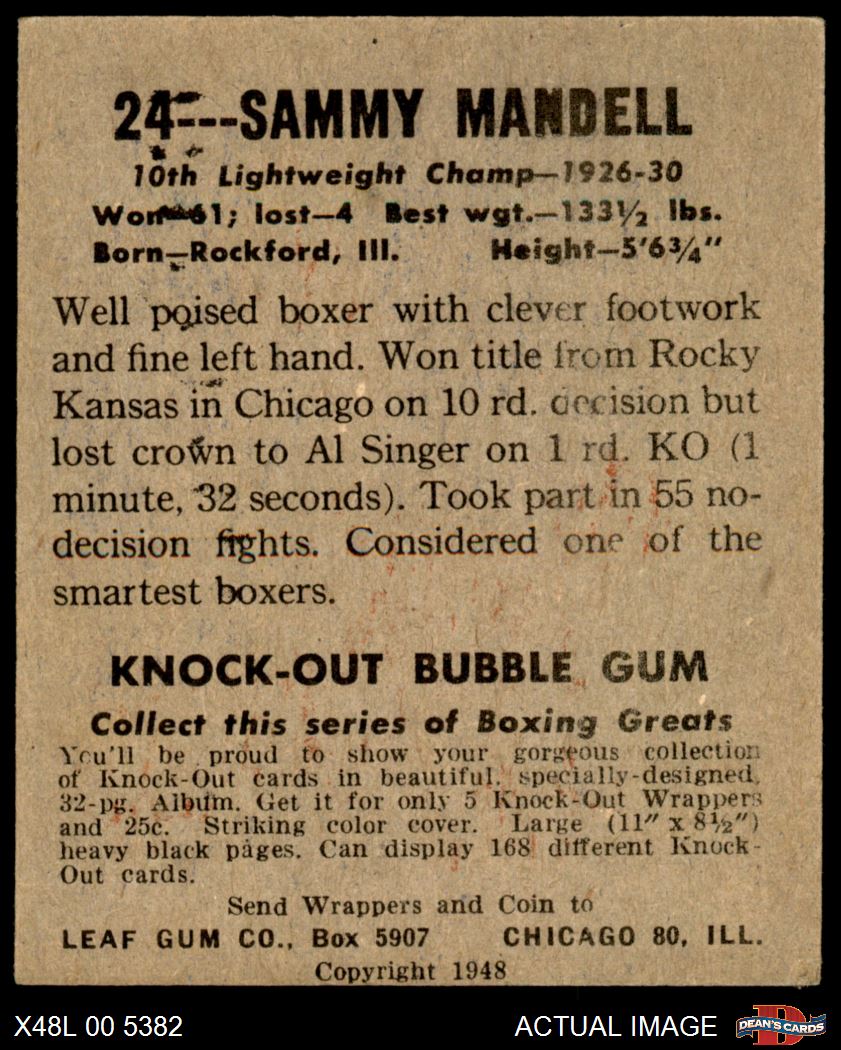 24---SAMMY MANDELL
10th Lightweight Champ—1926-30
Won—61; lost—4 Best wgt.—133½ lbs.
Born—Rockford, Ill. Height—5'6¾"
Well poised boxer with clever footwork
and fine left hand. Won title from Rocky
Kansas in Chicago on 10 rd. decision but
lost crown to Al Singer on 1 rd. KO (1
minute, 32 seconds). Took part in 55 no-
decision fights. Considered one of the
smartest boxers.
KNOCK-OUT BUBBLE GUM
Collect this series of Boxing Greats
You'll be proud to show your gorgeous collection
of Knock-Out cards in beautiful, specially-designed,
32-pg. Album. Get it for only 5 Knock-Out Wrappers
and 25c. Striking color cover. Large (11" x 8½")
heavy black pages. Can display 168 different Knock-
Out cards.
Send Wrappers and Coin to
LEAF GUM CO., Box 5907 CHICAGO 80, ILL.
Copyright 1948
X48L 00 5382 ACTUAL IMAGE DEAN'S CARDS